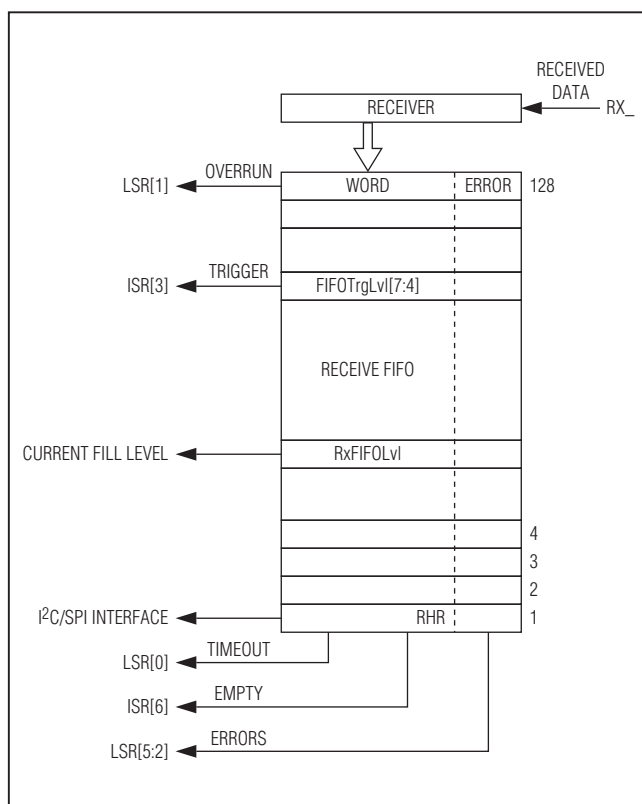 RECEIVED
DATA
RECEIVER
RX_
OVERRUN
LSR[1]
WORD
ERROR
128
TRIGGER
ISR[3]
FIFOTrgLvl[7:4]
RECEIVE FIFO
CURRENT FILL LEVEL
RxFIFOLvl
4
3
2
I²C/SPI INTERFACE
RHR
1
TIMEOUT
LSR[0]
EMPTY
ISR[6]
ERRORS
LSR[5:2]